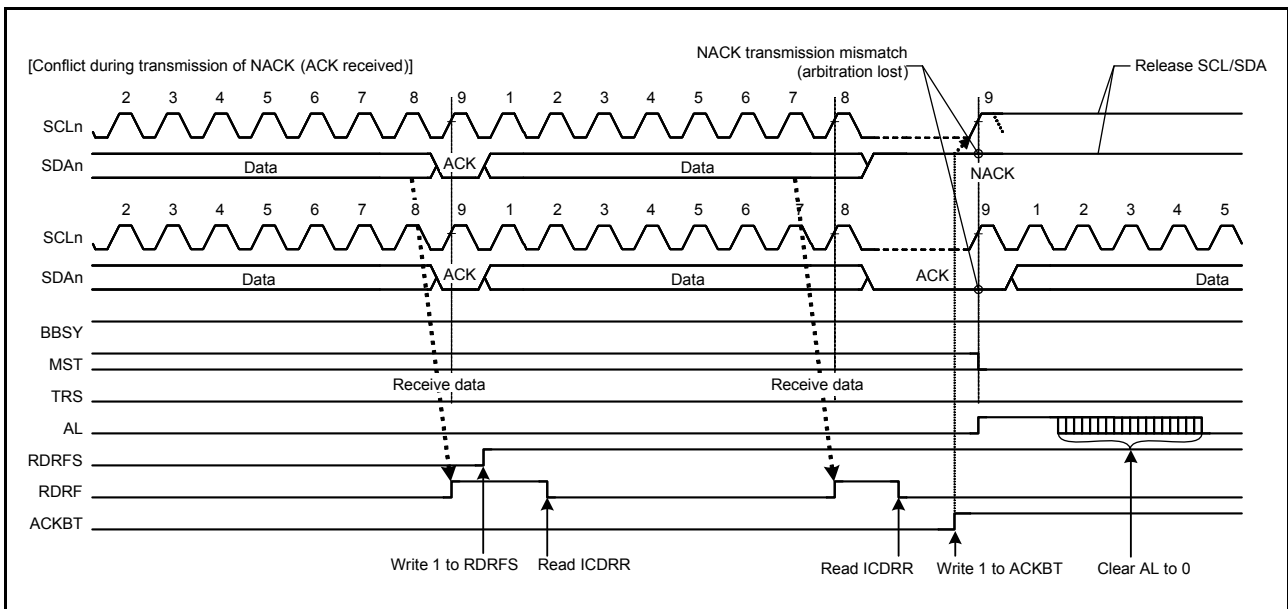 [Conflict during transmission of NACK (ACK received)]
NACK transmission mismatch
(arbitration lost)
Release SCL/SDA
2 3 4 5 6 7 8 9 1 2 3 4 5 6 7 8 9
SCLn
SDAn Data ACK Data NACK
2 3 4 5 6 7 8 9 1 2 3 4 5 6 7 8 9 1 2 3 4 5
SCLn
SDAn Data ACK Data ACK Data
BBSY
MST
Receive data Receive data
TRS
AL
RDRFS
RDRF
ACKBT
Write 1 to RDRFS Read ICDRR Read ICDRR Write 1 to ACKBT Clear AL to 0